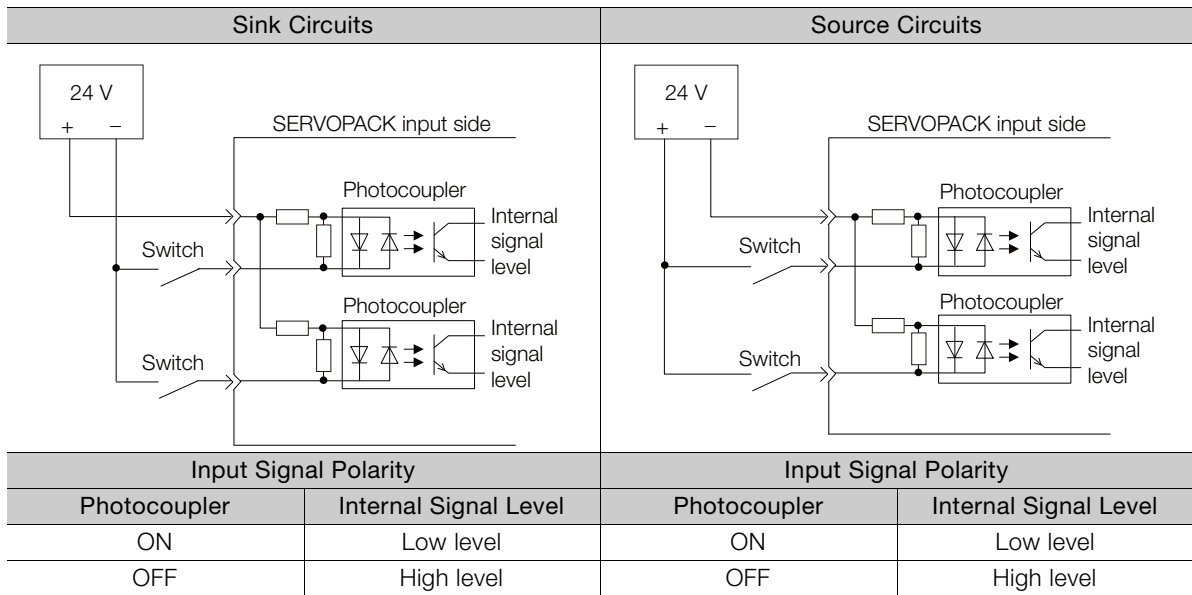 Sink Circuits
Source Circuits
24 V
+ −
SERVOPACK input side
Photocoupler
Internal
signal
level
Switch
Photocoupler
Internal
signal
level
Switch
24 V
+ −
SERVOPACK input side
Photocoupler
Internal
signal
level
Switch
Photocoupler
Internal
signal
level
Switch
Input Signal Polarity
Input Signal Polarity
Photocoupler Internal Signal Level Photocoupler Internal Signal Level
ON Low level ON Low level
OFF High level OFF High level